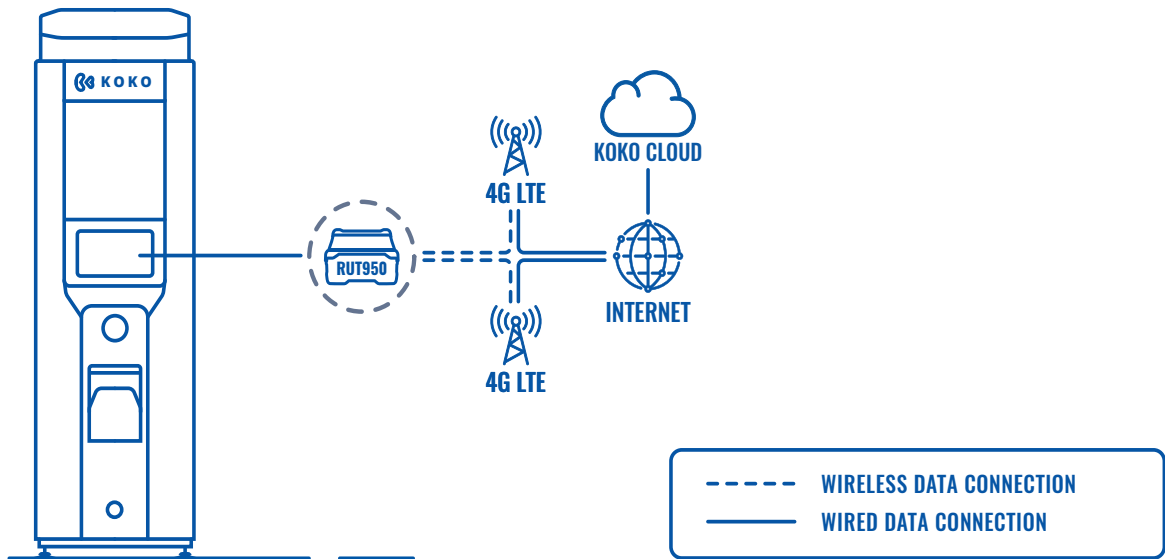 KOKO
4G LTE
KOKO CLOUD
RUT950
INTERNET
4G LTE
WIRELESS DATA CONNECTION
WIRED DATA CONNECTION